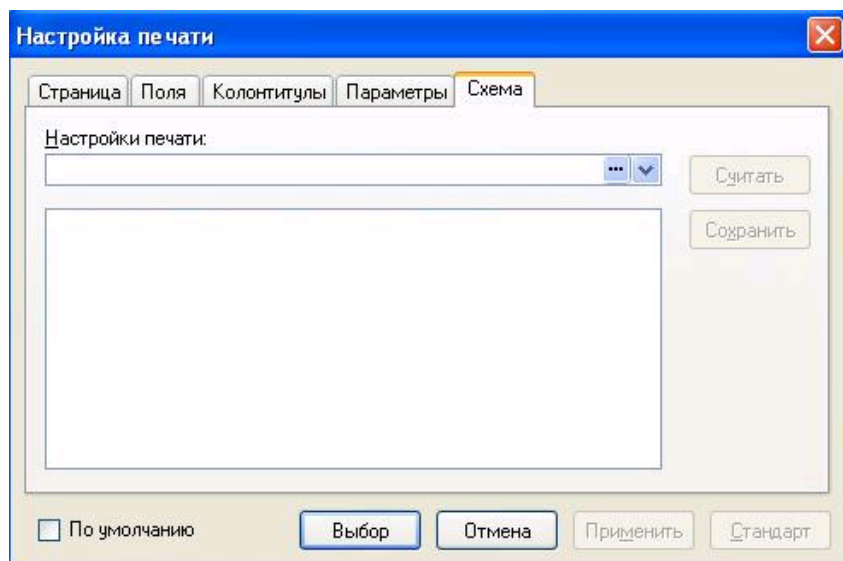 Настройка печати
Страница Поля Колонтитулы Параметры Схема
Настройки печати:
Считать
Сохранить
По умолчанию Выбор Отмена Применить Стандарт